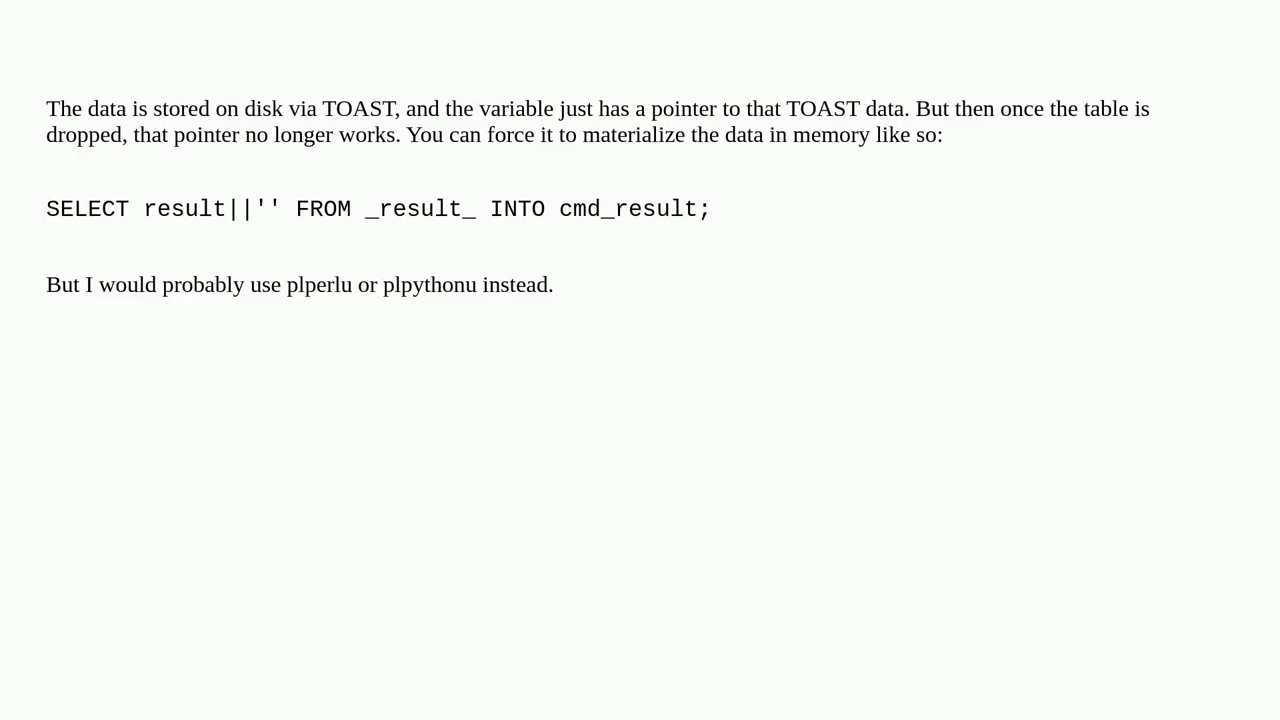 The data is stored on disk via TOAST, and the variable just has a pointer to that TOAST data. But then once the table is
dropped, that pointer no longer works. You can force it to materialize the data in memory like so:
SELECT result||'' FROM _result_ INTO cmd_result;
But I would probably use plperlu or plpythonu instead.